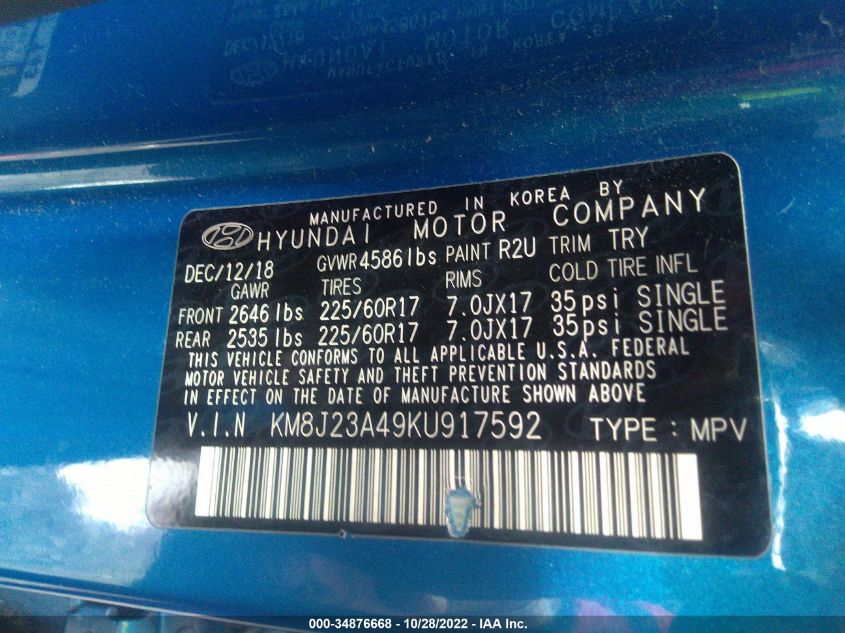 MANUFACTURED IN KOREA BY
HYUNDAI MOTOR COMPANY
DEC/12/18 GVWR 4586 lbs PAINT R2U TRIM TRY
GAWR TIRES RIMS COLD TIRE INFL
FRONT 2646 lbs 225/60R17 7.0JX17 35psi SINGLE
REAR 2535 lbs 225/60R17 7.0JX17 35psi SINGLE
THIS VEHICLE CONFORMS TO ALL APPLICABLE U.S.A. FEDERAL
MOTOR VEHICLE SAFETY AND THEFT PREVENTION STANDARDS
IN EFFECT ON THE DATE OF MANUFACTURE SHOWN ABOVE
V.I.N KM8J23A49KU917592 TYPE : MPV
000-34876668 | 10/28/2022 - IAA Inc.